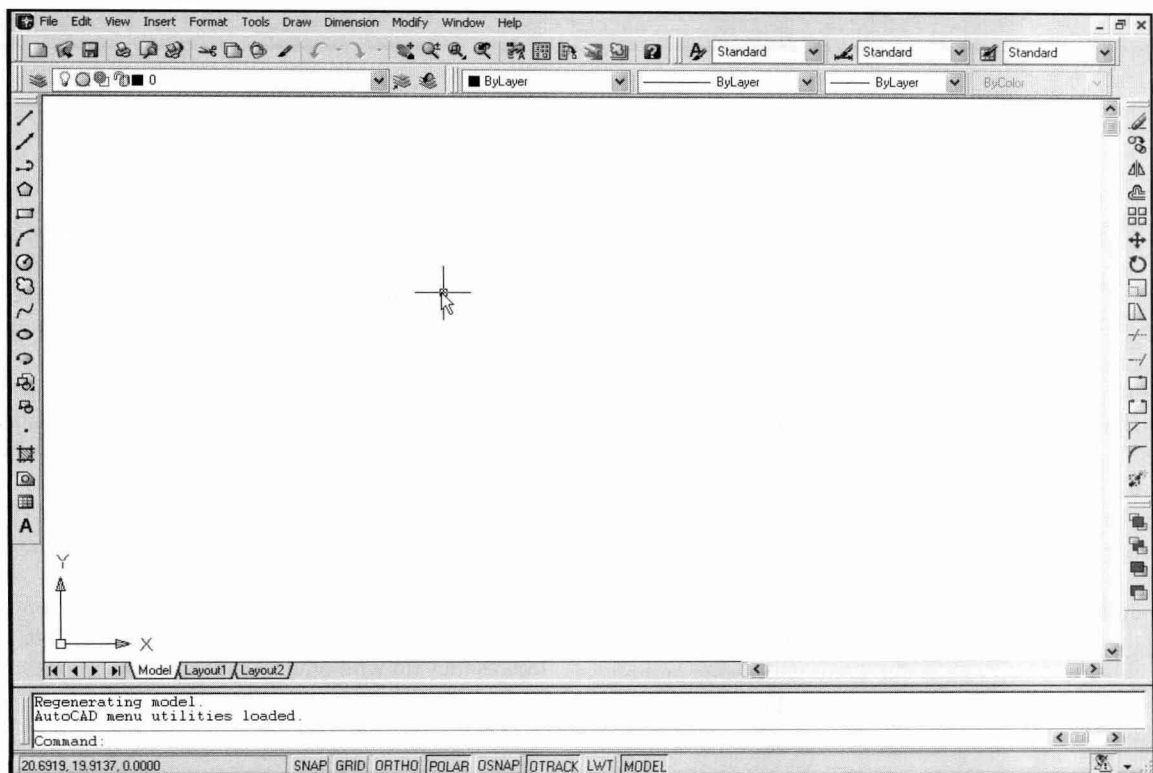 File Edit View Insert Format Tools Draw Dimension Modify Window Help
Standard Standard Standard
0 ByLayer ByLayer ByLayer ByColor
A
Y
X
Model Layout1 Layout2
Regenerating model.
AutoCAD menu utilities loaded.
Command:
20.6919, 19.9137, 0.0000 SNAP GRID ORTHO POLAR OSNAP OTRACK LWT MODEL